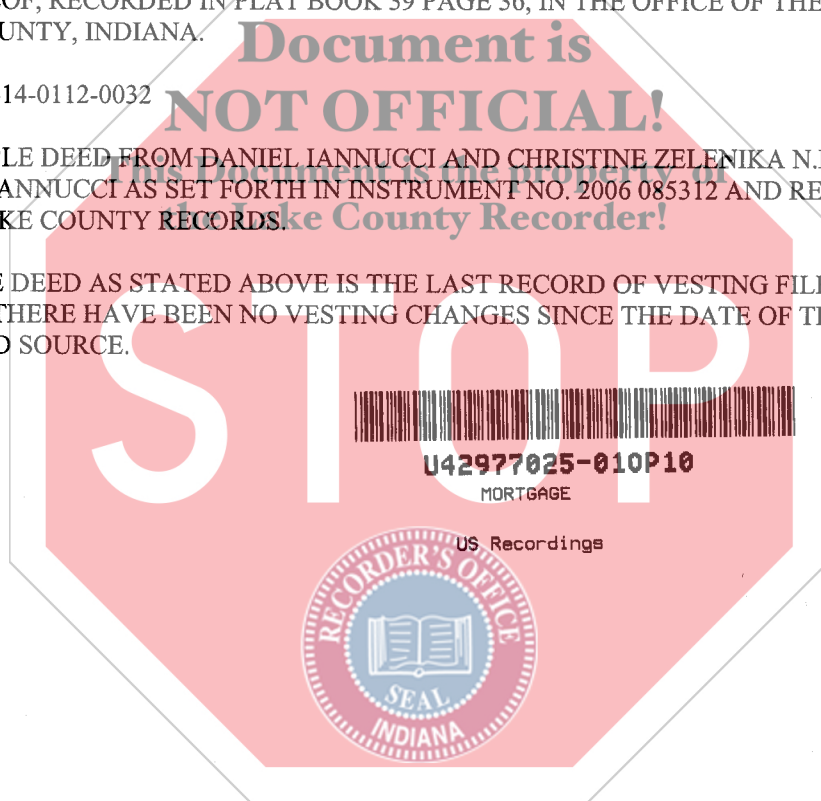 OF, RECORDED IN PLAT BOOK 59 PAGE 36, IN THE OFFICE OF THE
UNTY, INDIANA.
Document is
14-0112-0032
NOT OFFICIAL!
LE DEED FROM DANIEL IANNUCCI AND CHRISTINE ZELENIKA N.
This Document is the property of
ANNUCCI AS SET FORTH IN INSTRUMENT NO. 2006 085312 AND RE
the Lake County Recorder!
KE COUNTY RECORDS.
E DEED AS STATED ABOVE IS THE LAST RECORD OF VESTING FIL
THERE HAVE BEEN NO VESTING CHANGES SINCE THE DATE OF T
D SOURCE.
STOP
U42977025-010P10
MORTGAGE
US Recordings
RECORDER'S OFFICE
SEAL
INDIANA